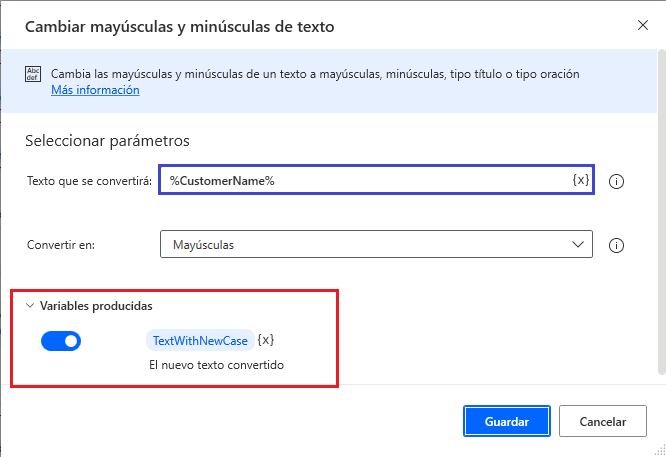 Cambiar mayúsculas y minúsculas de texto
Abc
def
Cambia las mayúsculas y minúsculas de un texto a mayúsculas, minúsculas, tipo título o tipo oración
Más información
Seleccionar parámetros
Texto que se convertirá: %CustomerName% {x}
Convertir en: Mayúsculas
Variables producidas
TextWithNewCase {x}
El nuevo texto convertido
Guardar Cancelar